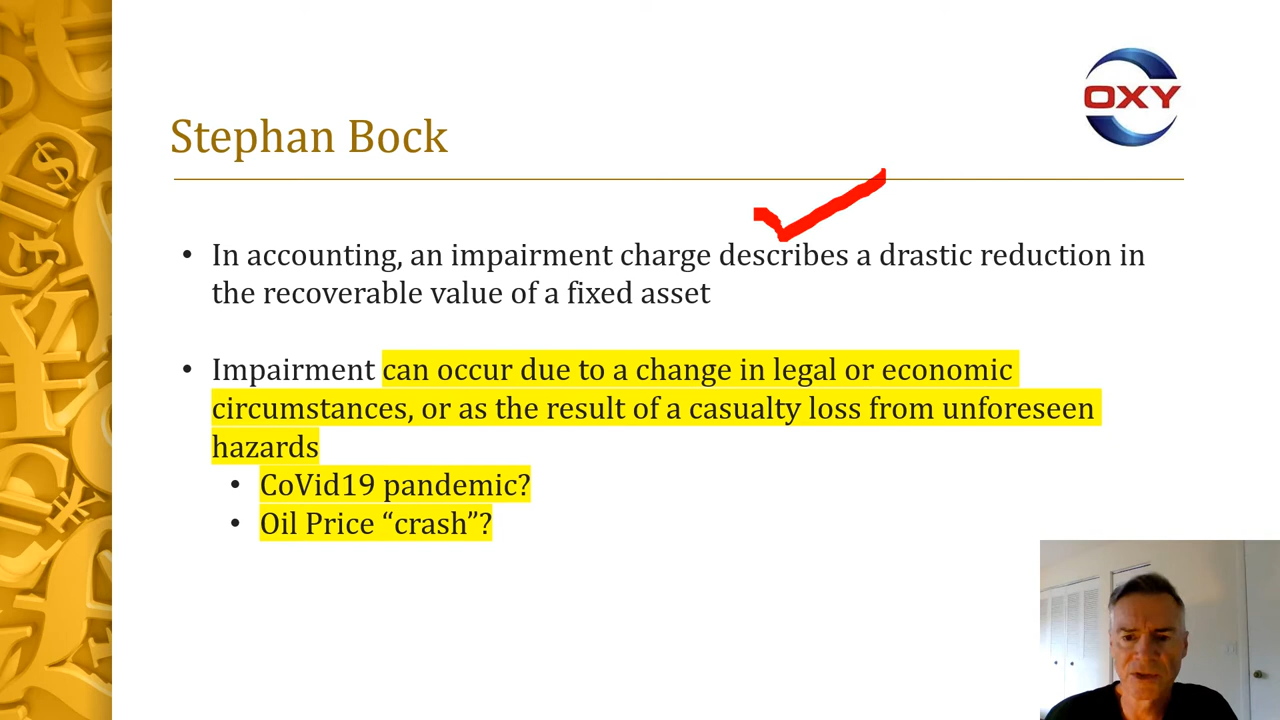 OXY
Stephan Bock
• In accounting, an impairment charge describes a drastic reduction in
the recoverable value of a fixed asset
• Impairment can occur due to a change in legal or economic
circumstances, or as the result of a casualty loss from unforeseen
hazards
• CoVid19 pandemic?
• Oil Price “crash”?